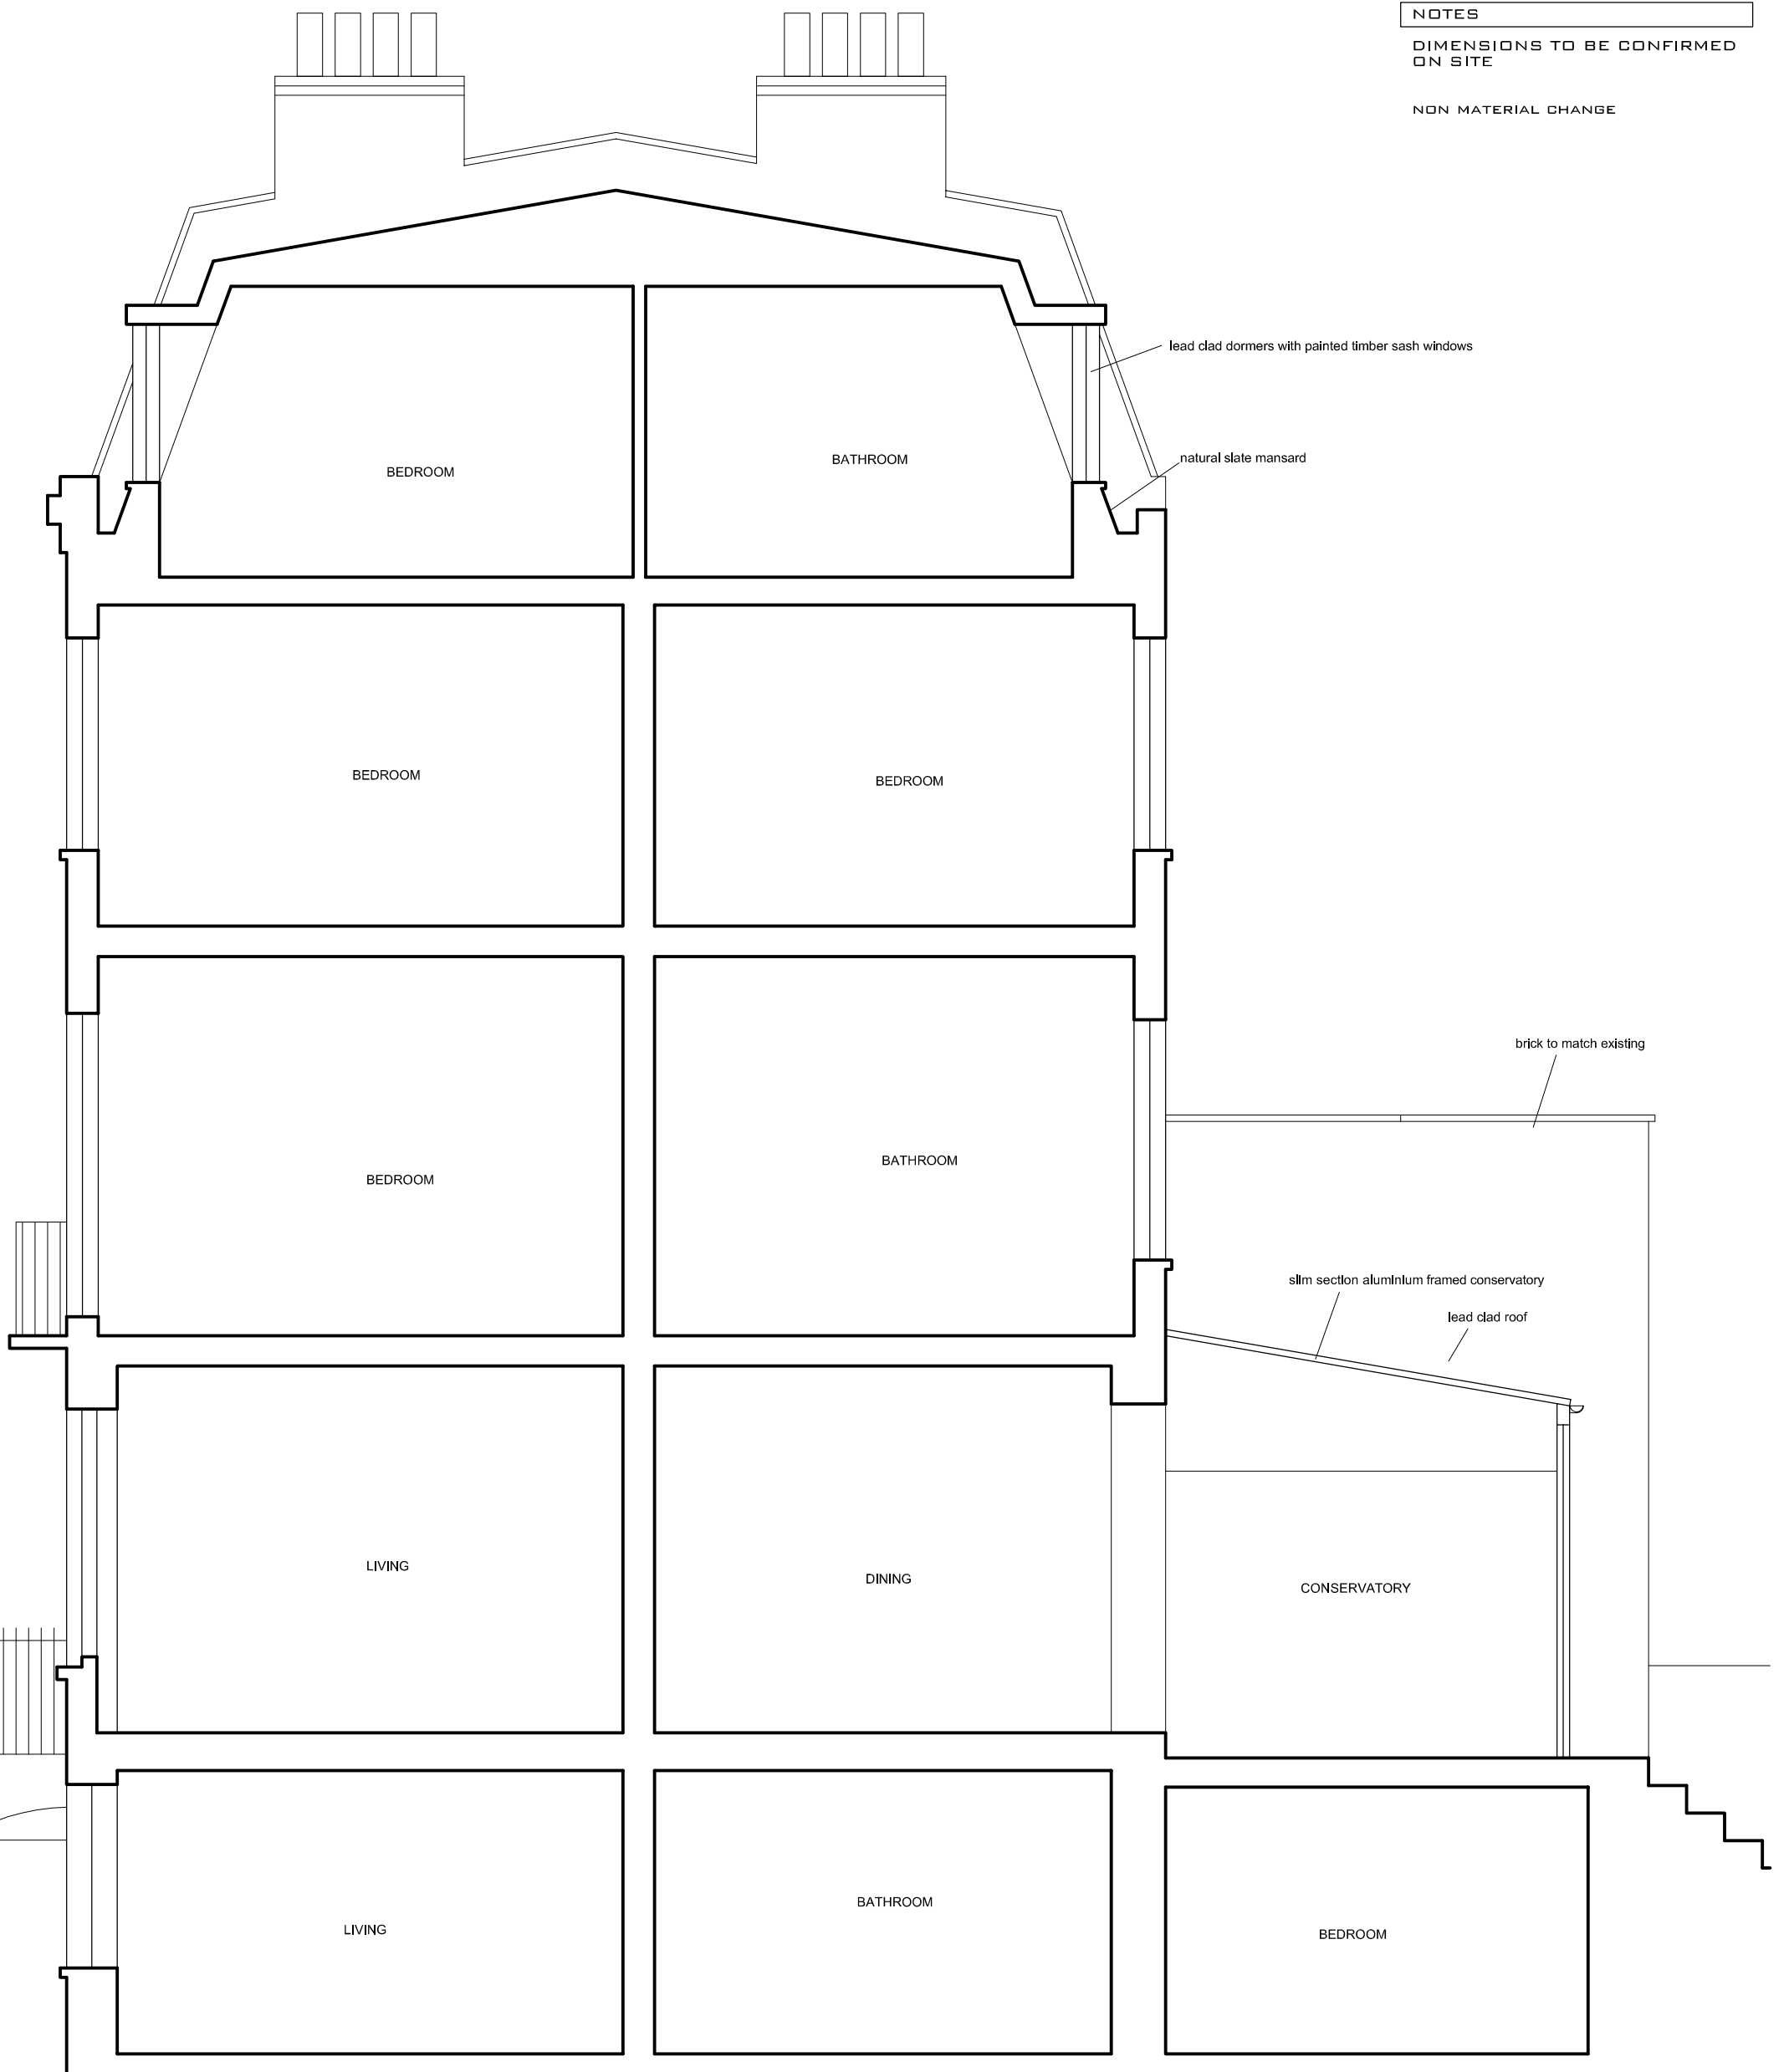 NOTES
DIMENSIONS TO BE CONFIRMED
ON SITE
NON MATERIAL CHANGE
lead clad dormers with painted timber sash windows
natural slate mansard
BEDROOM
BATHROOM
BEDROOM
BEDROOM
brick to match existing
BEDROOM
BATHROOM
slim section aluminium framed conservatory
lead clad roof
LIVING
DINING
CONSERVATORY
LIVING
BATHROOM
BEDROOM